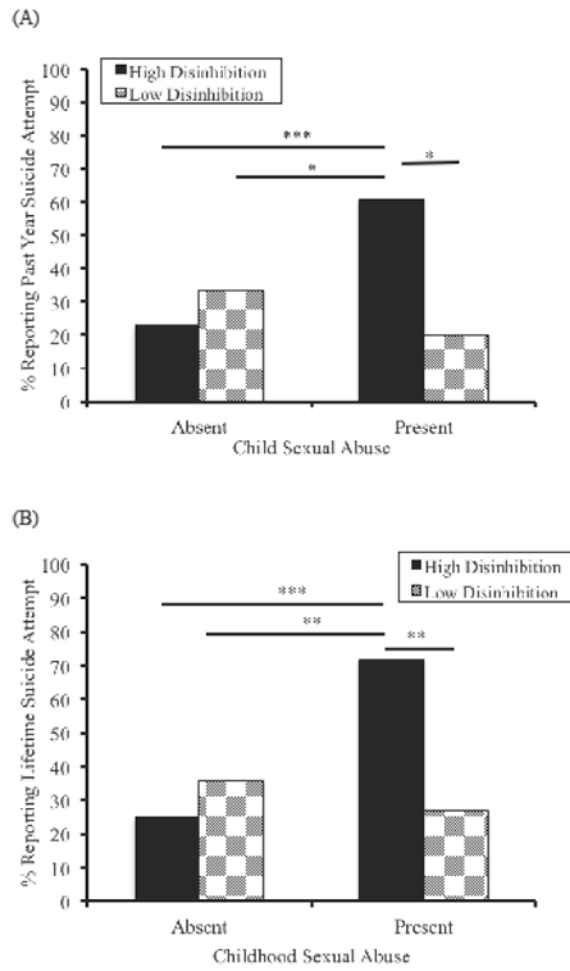 (A)
High Disinhibition
Low Disinhibition
% Reporting Past Year Suicide Attempt
100
90
80
70
60
50
40
30
20
10
0
***
*
*
Absent
Present
Child Sexual Abuse
(B)
High Disinhibition
Low Disinhibition
% Reporting Lifetime Suicide Attempt
100
90
80
70
60
50
40
30
20
10
0
***
**
**
Absent
Present
Childhood Sexual Abuse